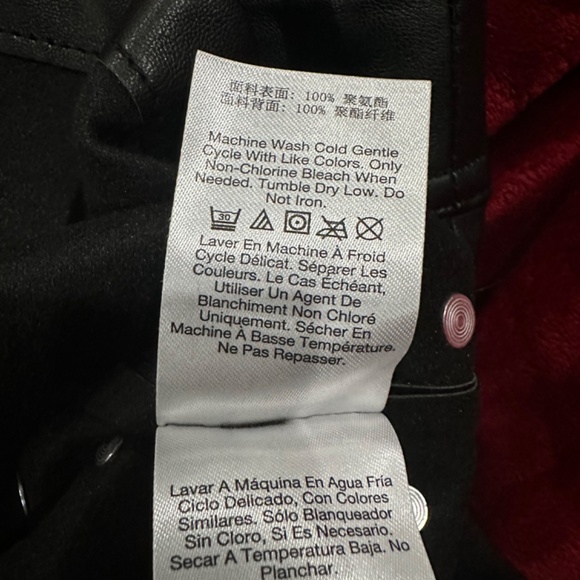 面料表面: 100% 聚氨酯
面料背面: 100% 聚酯纤维
Machine Wash Cold Gentle
Cycle With Like Colors. Only
Non-Chlorine Bleach When
Needed. Tumble Dry Low. Do
Not Iron.
30
Laver En Machine À Froid
Cycle Délicat. Séparer Les
Couleurs. Le Cas Échéant,
Utiliser Un Agent De
Blanchiment Non Chloré
Uniquement. Sécher En
Machine À Basse Température.
Ne Pas Repasser.
Lavar A Máquina En Agua Fría
Ciclo Delicado, Con Colores
Similares. Sólo Blanqueador
Sin Cloro, Si Es Necesario.
Secar A Temperatura Baja. No
Planchar.